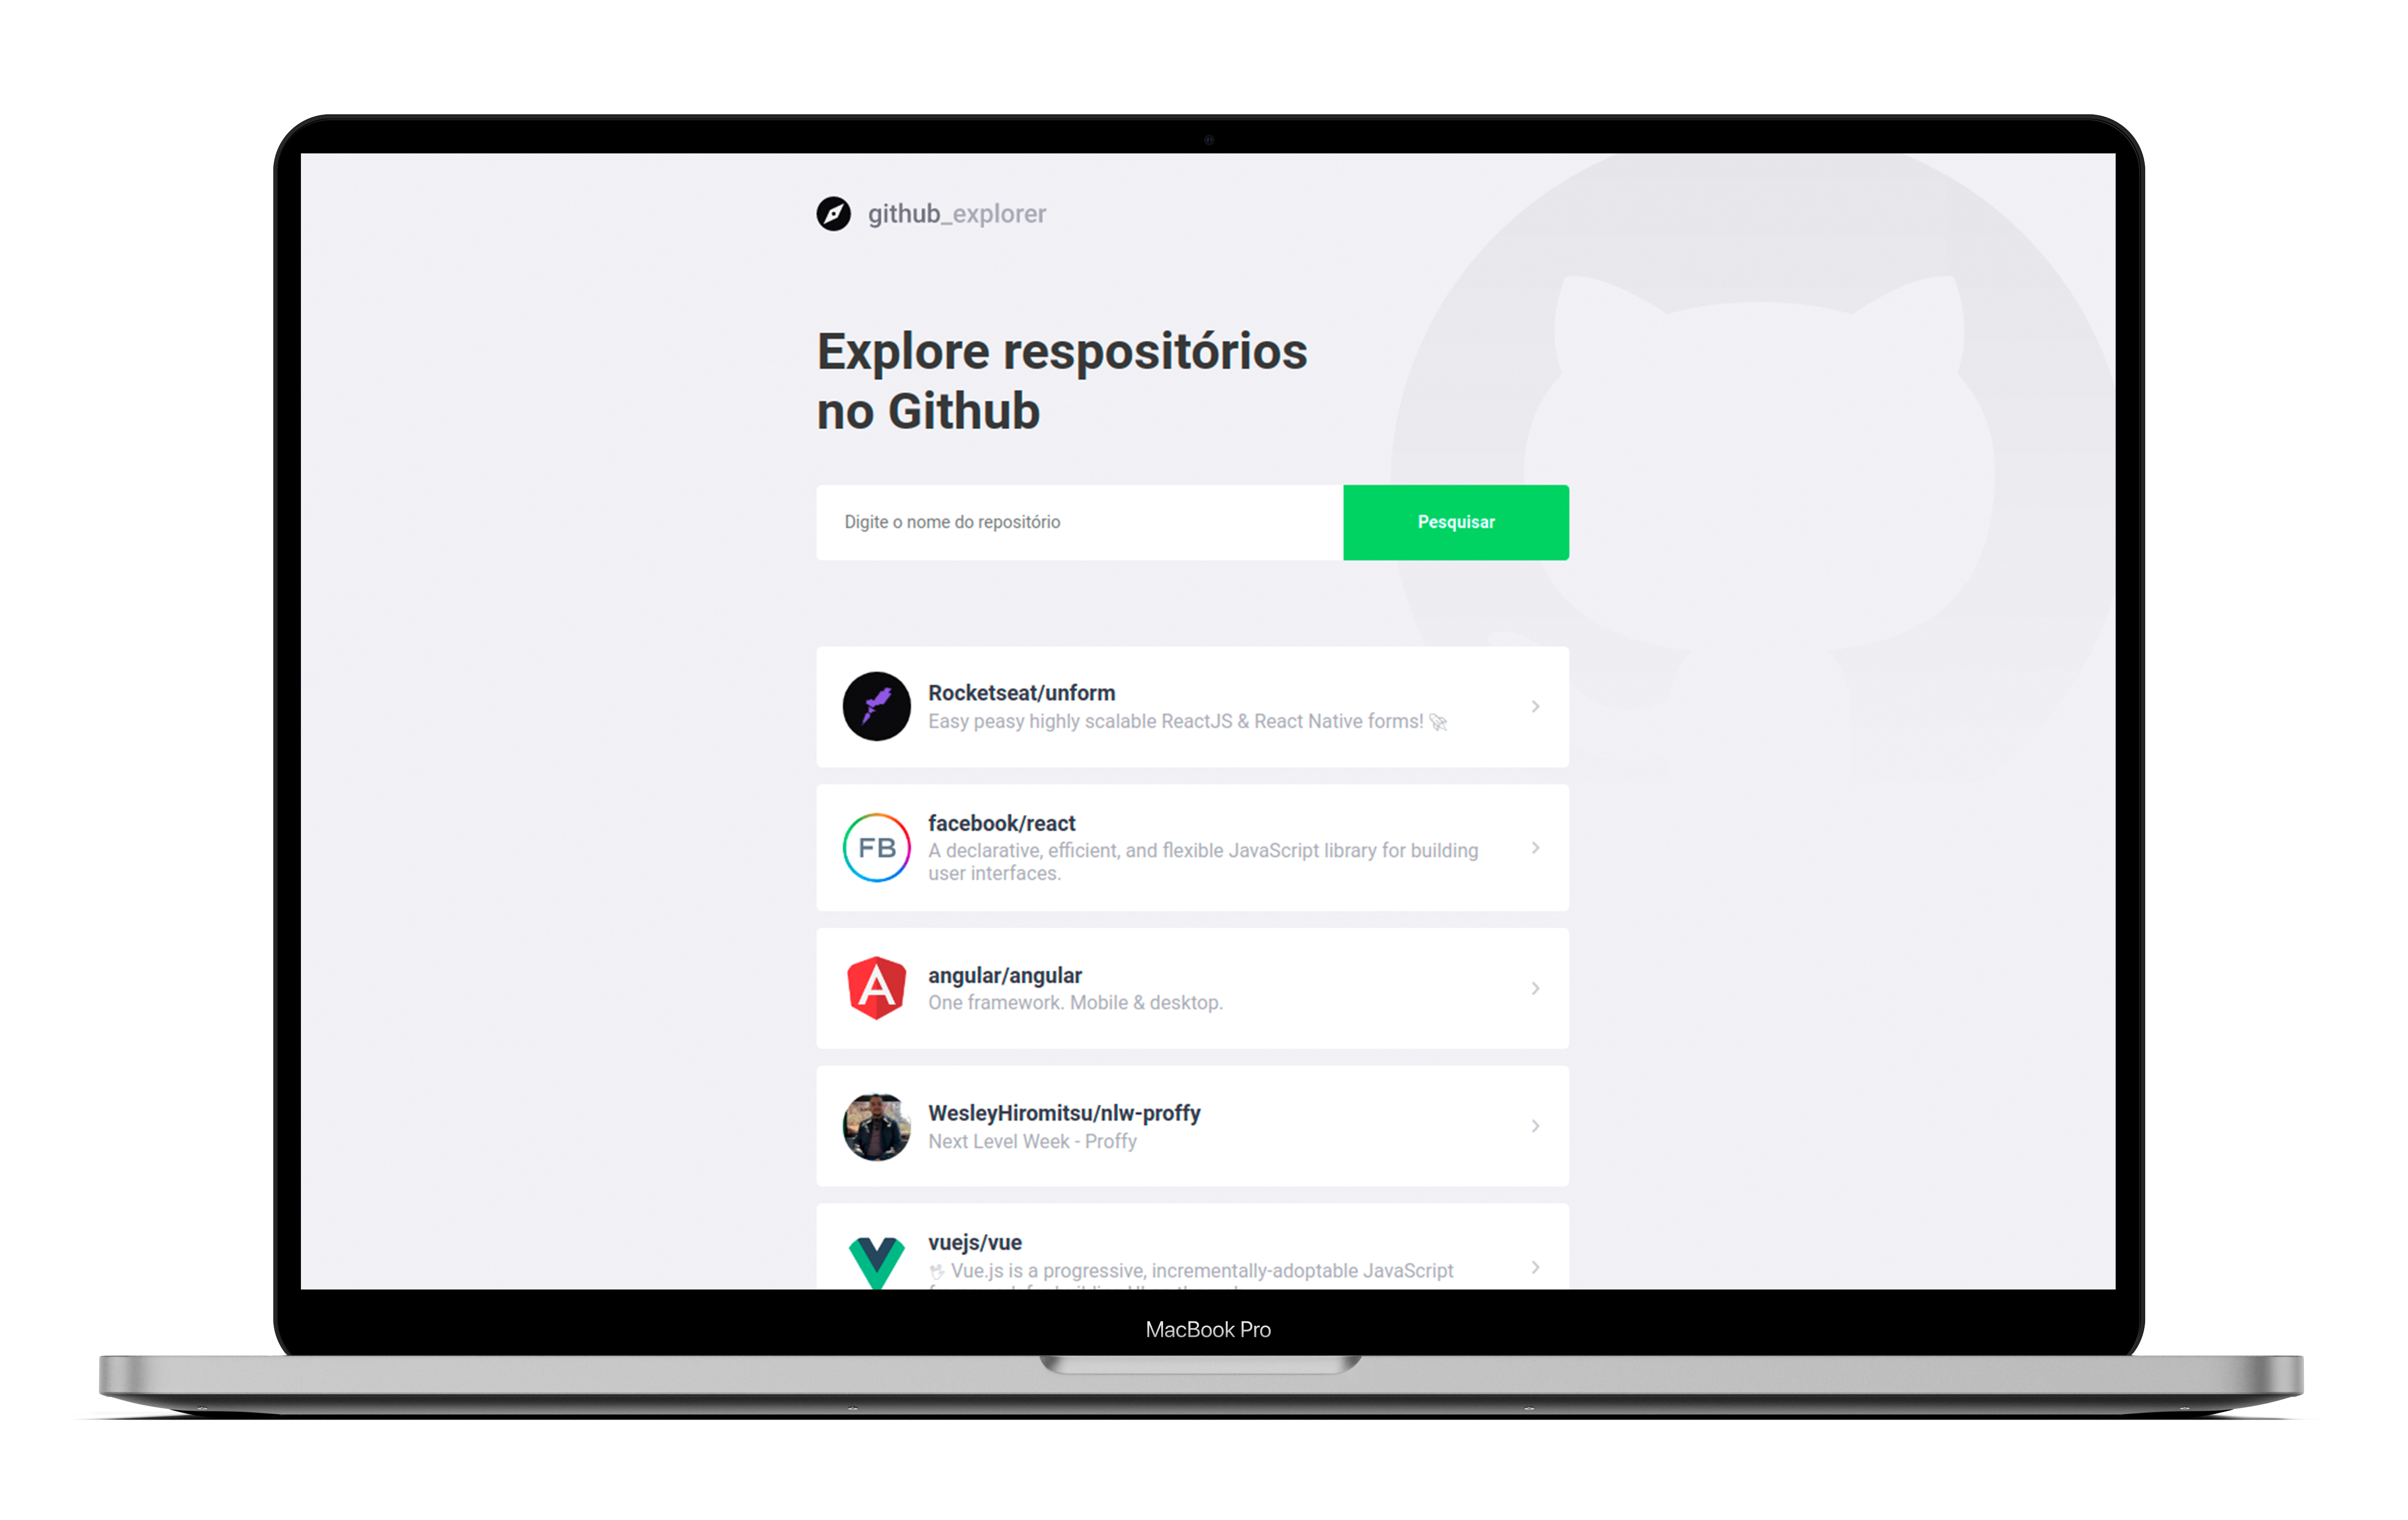 github_explorer
Explore respositórios
no Github
Digite o nome do repositório
Pesquisar
Rocketseat/unform
Easy peasy highly scalable ReactJS & React Native forms! 🚀
FB
facebook/react
A declarative, efficient, and flexible JavaScript library for building
user interfaces.
A
angular/angular
One framework. Mobile & desktop.
WesleyHiromitsu/nlw-proffy
Next Level Week - Proffy
vuejs/vue
🖖 Vue.js is a progressive, incrementally-adoptable JavaScript
MacBook Pro